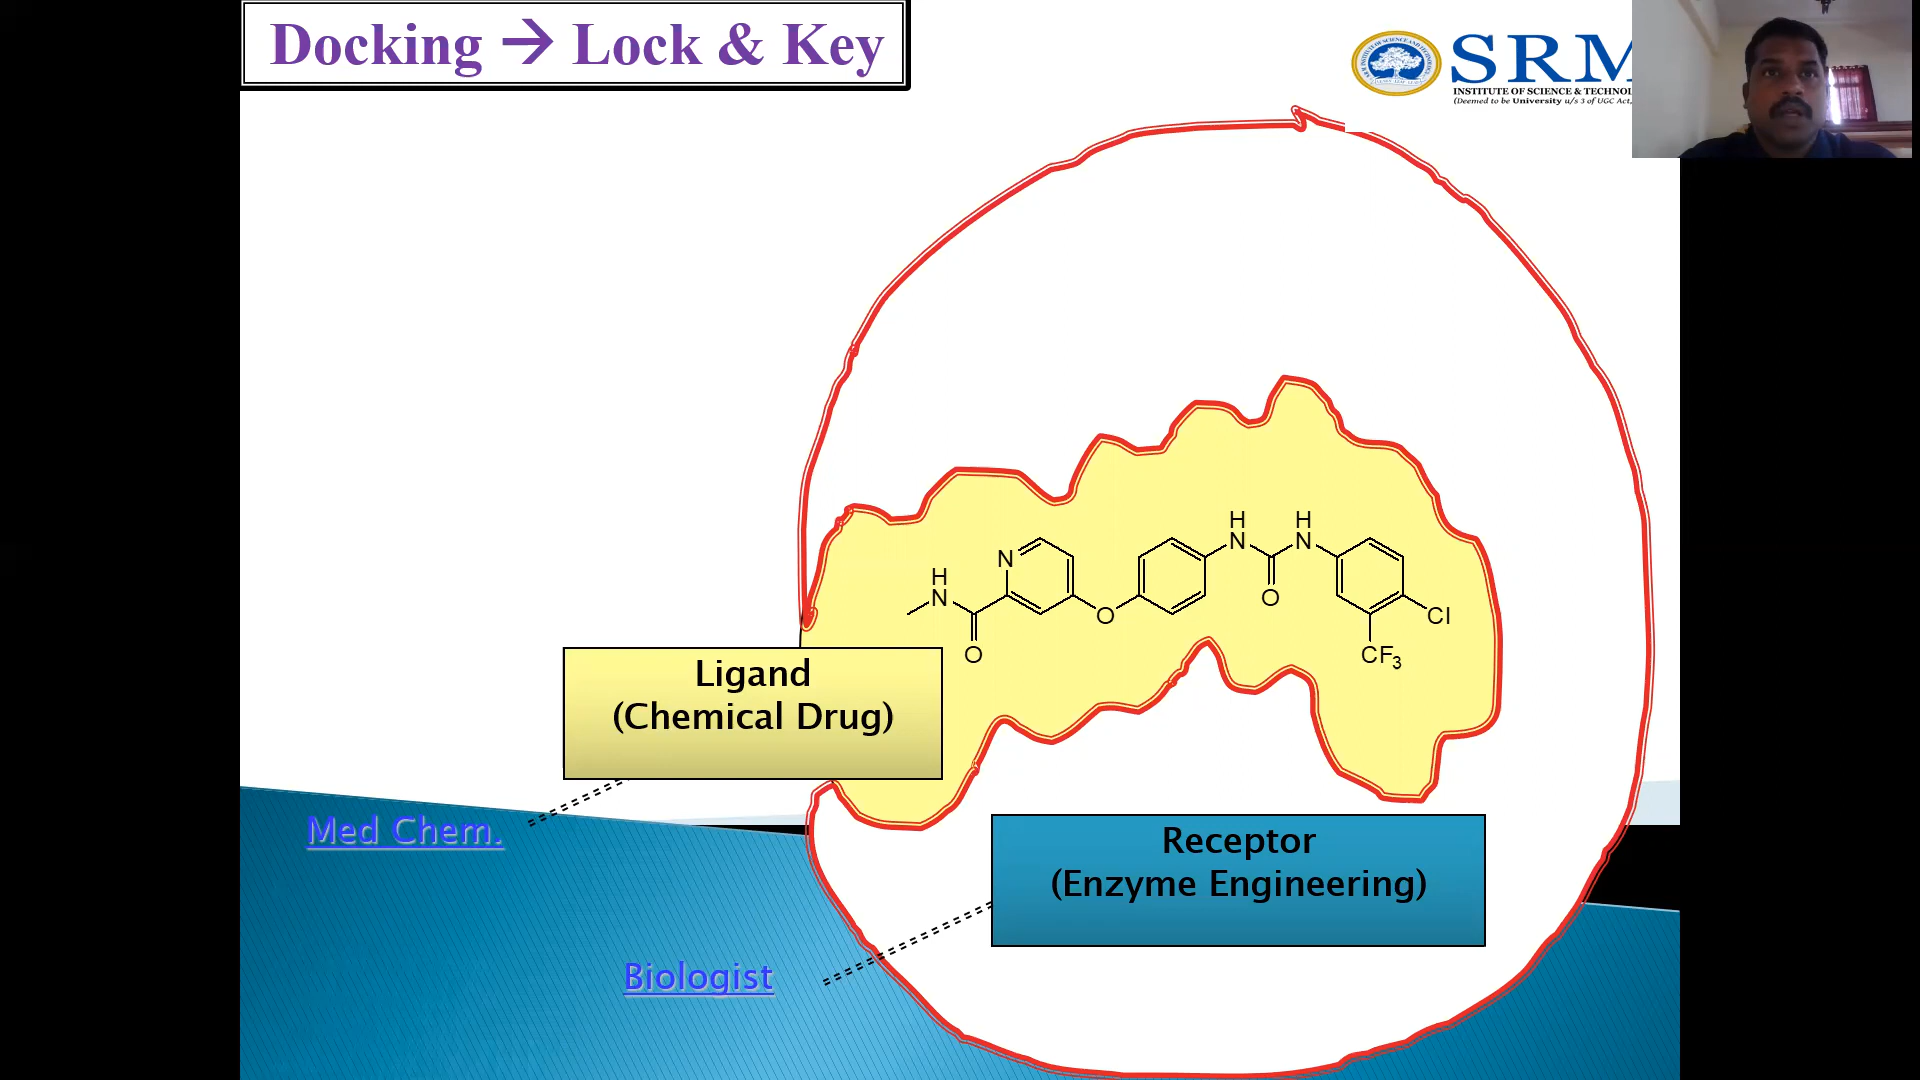 Docking → Lock & Key
SRM
INSTITUTE OF SCIENCE & TECHNOL
(Deemed to be University u/s 3 of UGC Act,
H
N
O
N
O
H
N
O
H
N
Cl
CF₃
Ligand
(Chemical Drug)
Med Chem.
Receptor
(Enzyme Engineering)
Biologist